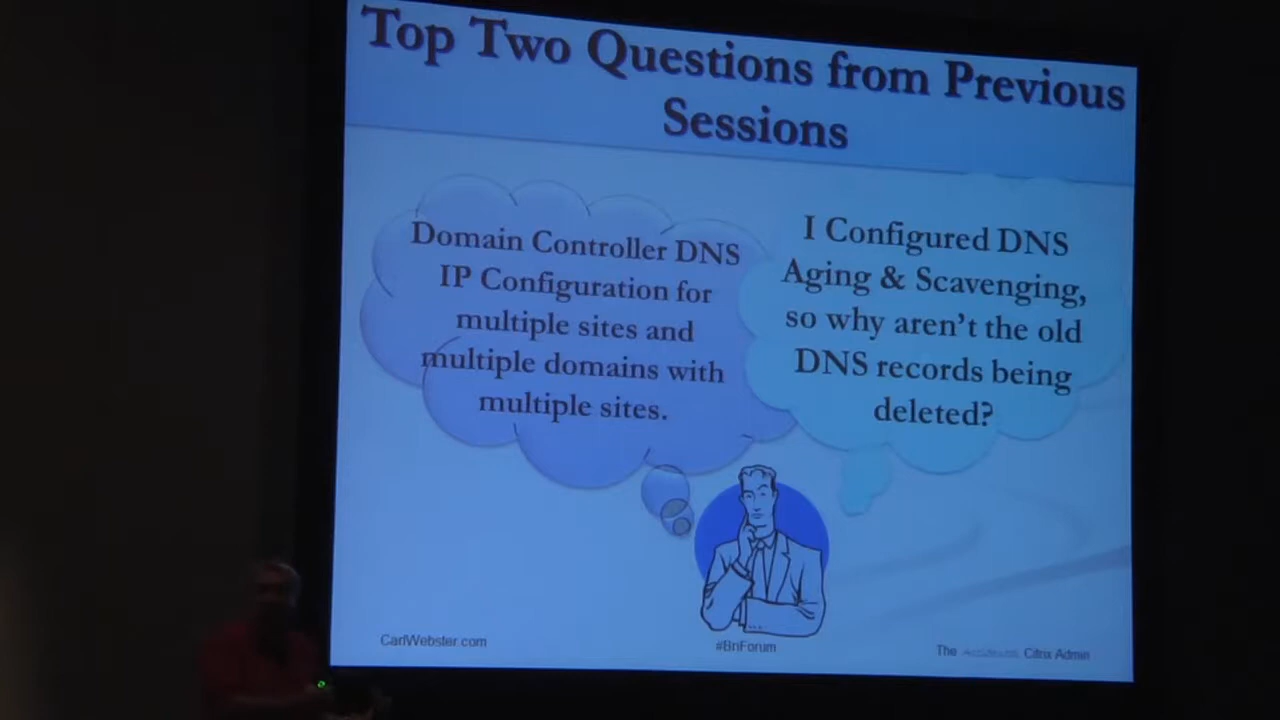 Top Two Questions from Previous
Sessions
Domain Controller DNS
IP Configuration for
multiple sites and
multiple domains with
multiple sites.
I Configured DNS
Aging & Scavenging,
so why aren't the old
DNS records being
deleted?
CarlWebster.com
#BriForum
The Accidental Citrix Admin